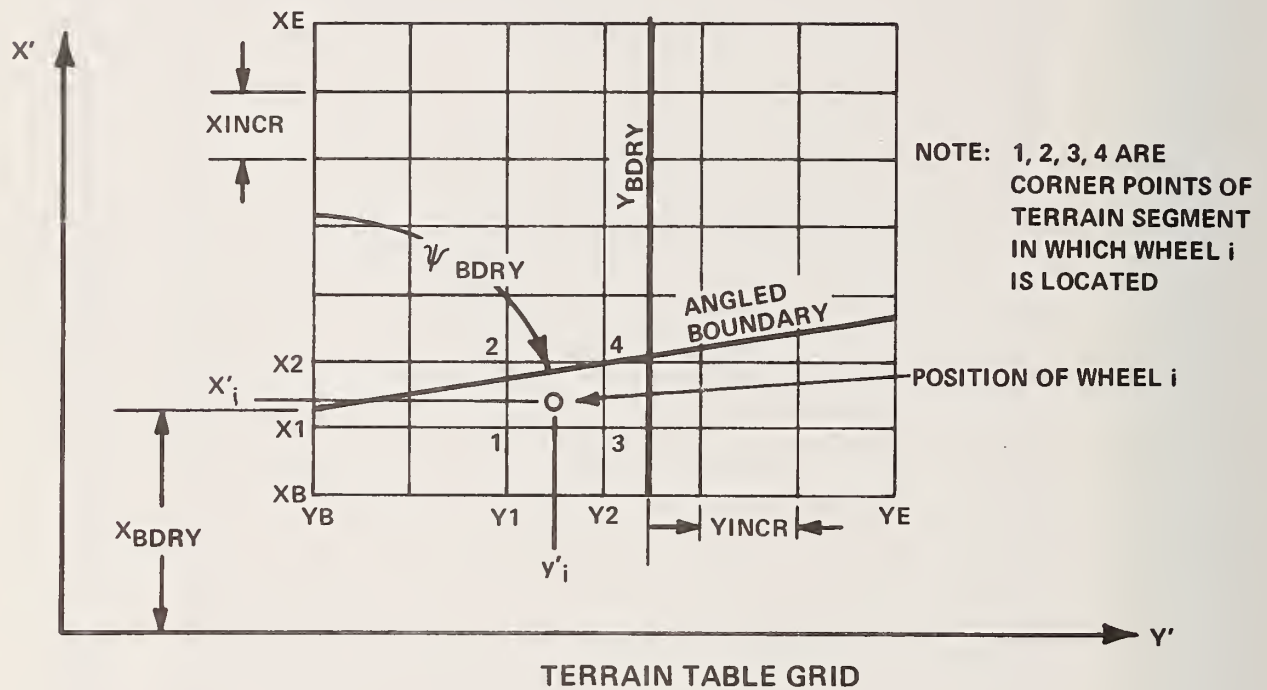 XE
X'
XINCR
Y_BDRY
NOTE: 1, 2, 3, 4 ARE
CORNER POINTS OF
TERRAIN SEGMENT
IN WHICH WHEEL i
IS LOCATED
ψ BDRY
ANGLED
BOUNDARY
2
4
X2
X'i
POSITION OF WHEEL i
X1
1
3
XB
YB
Y1
Y2
YE
YINCR
XBDRY
y'i
Y'
TERRAIN TABLE GRID